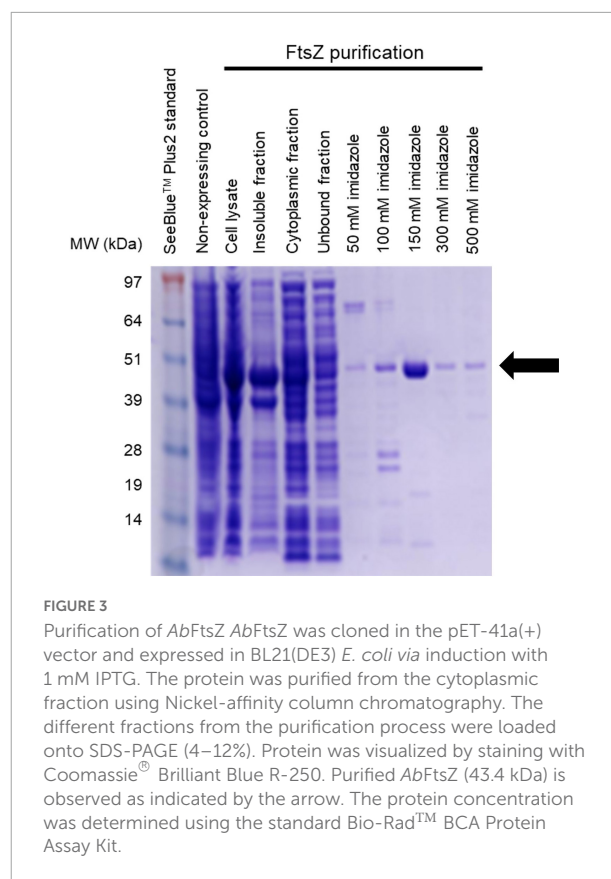 FtsZ purification
SeeBlue™ Plus2 standard
Non-expressing control
Cell lysate
Insoluble fraction
Cytoplasmic fraction
Unbound fraction
50 mM imidazole
100 mM imidazole
150 mM imidazole
300 mM imidazole
500 mM imidazole
MW (kDa)
97
64
51
39
28
19
14
FIGURE 3
Purification of AbFtsZ AbFtsZ was cloned in the pET-41a(+)
vector and expressed in BL21(DE3) E. coli via induction with
1 mM IPTG. The protein was purified from the cytoplasmic
fraction using Nickel-affinity column chromatography. The
different fractions from the purification process were loaded
onto SDS-PAGE (4–12%). Protein was visualized by staining with
Coomassie® Brilliant Blue R-250. Purified AbFtsZ (43.4 kDa) is
observed as indicated by the arrow. The protein concentration
was determined using the standard Bio-Rad™ BCA Protein
Assay Kit.